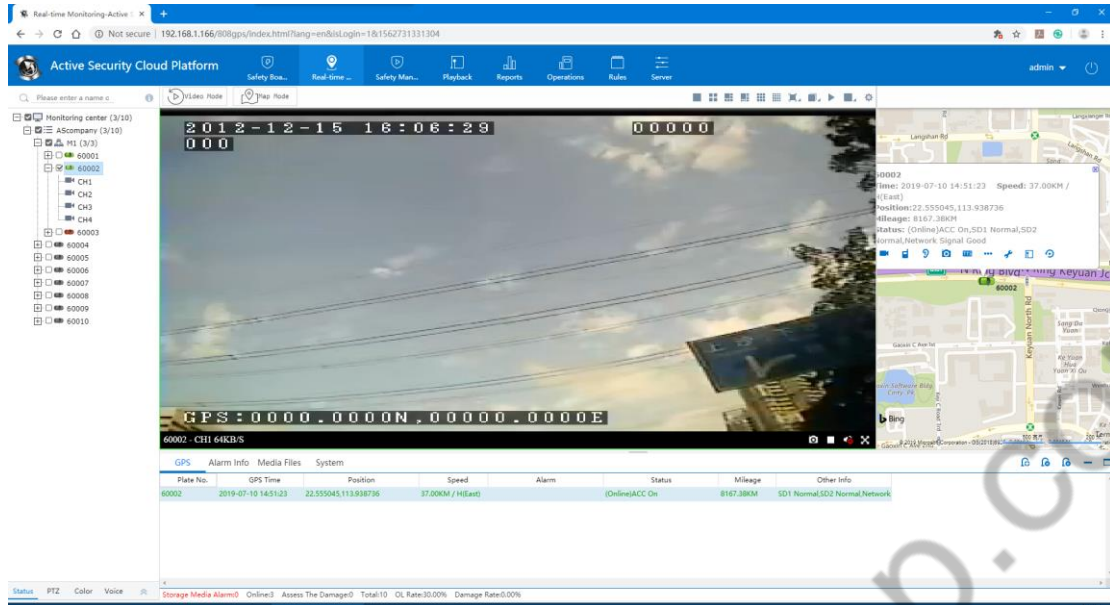 Real-time Monitoring-Active
Not secure | 192.168.1.166/808gps/index.html?lang=en&isLogin=1&1562731331304
Active Security Cloud Platform
Safety Boa...
Real-time ...
Safety Man...
Playback
Reports
Operations
Rules
Server
admin
Please enter a name o
Video Mode
Map Mode
Monitoring center (3/10)
AScompany (3/10)
M1 (3/3)
60001
60002
CH1
CH2
CH3
CH4
60003
60004
60005
60006
60007
60008
60009
60010
2012-12-15 16:06:29 00000
000
GPS:0000.0000N,00000.0000E
60002 - CH1 64KB/S
Langshan Rd
60002
Time: 2019-07-10 14:51:23 Speed: 37.00KM /
H(East)
Position:22.555045,113.938736
Mileage: 8167.38KM
Status: (Online)ACC On,SD1 Normal,SD2
Normal,Network Signal Good
60002
Keyuan North Rd
Bing
GPS Alarm Info Media Files System
Plate No. GPS Time Position Speed Alarm Status Mileage Other Info
60002 2019-07-10 14:51:23 22.555045,113.938736 37.00KM / H(East) (Online)ACC On 8167.38KM SD1 Normal,SD2 Normal,Network
Status PTZ Color Voice
Storage Media Alarm:0 Online:3 Assess The Damage:0 Total:10 OL Rate:30.00% Damage Rate:0.00%